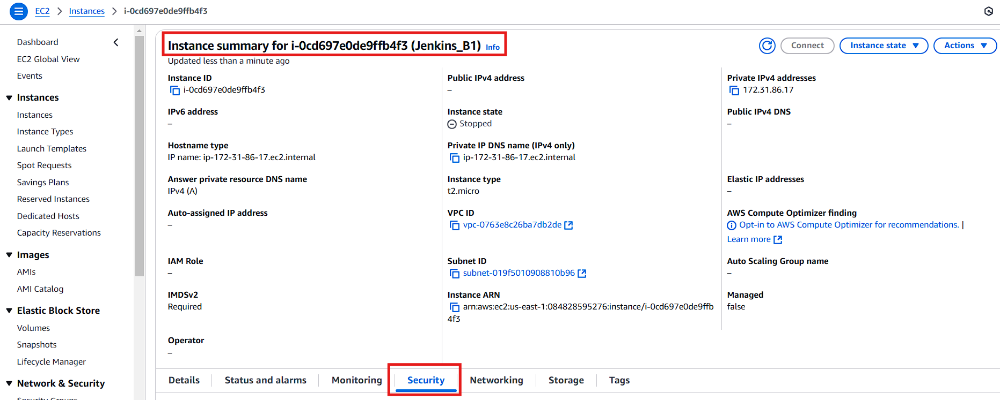 EC2 > Instances > i-0cd697e0de9ffb4f3
Dashboard
EC2 Global View
Events
Instances
Instances
Instance Types
Launch Templates
Spot Requests
Savings Plans
Reserved Instances
Dedicated Hosts
Capacity Reservations
Images
AMIs
AMI Catalog
Elastic Block Store
Volumes
Snapshots
Lifecycle Manager
Network & Security
Security Groups
Instance summary for i-0cd697e0de9ffb4f3 (Jenkins_B1) Info
Updated less than a minute ago
Connect
Instance state
Actions
Instance ID
i-0cd697e0de9ffb4f3
Public IPv4 address
–
Private IPv4 addresses
172.31.86.17
IPv6 address
–
Instance state
Stopped
Public IPv4 DNS
–
Hostname type
IP name: ip-172-31-86-17.ec2.internal
Private IP DNS name (IPv4 only)
ip-172-31-86-17.ec2.internal
Answer private resource DNS name
IPv4 (A)
Instance type
t2.micro
Elastic IP addresses
–
Auto-assigned IP address
–
VPC ID
vpc-0763e8c26ba7db2de
AWS Compute Optimizer finding
Opt-in to AWS Compute Optimizer for recommendations. |
Learn more
IAM Role
–
Subnet ID
subnet-019f5010908810b96
Auto Scaling Group name
–
IMDSv2
Required
Instance ARN
arn:aws:ec2:us-east-1:084828595276:instance/i-0cd697e0de9ffb
4f3
Managed
false
Operator
–
Details
Status and alarms
Monitoring
Security
Networking
Storage
Tags